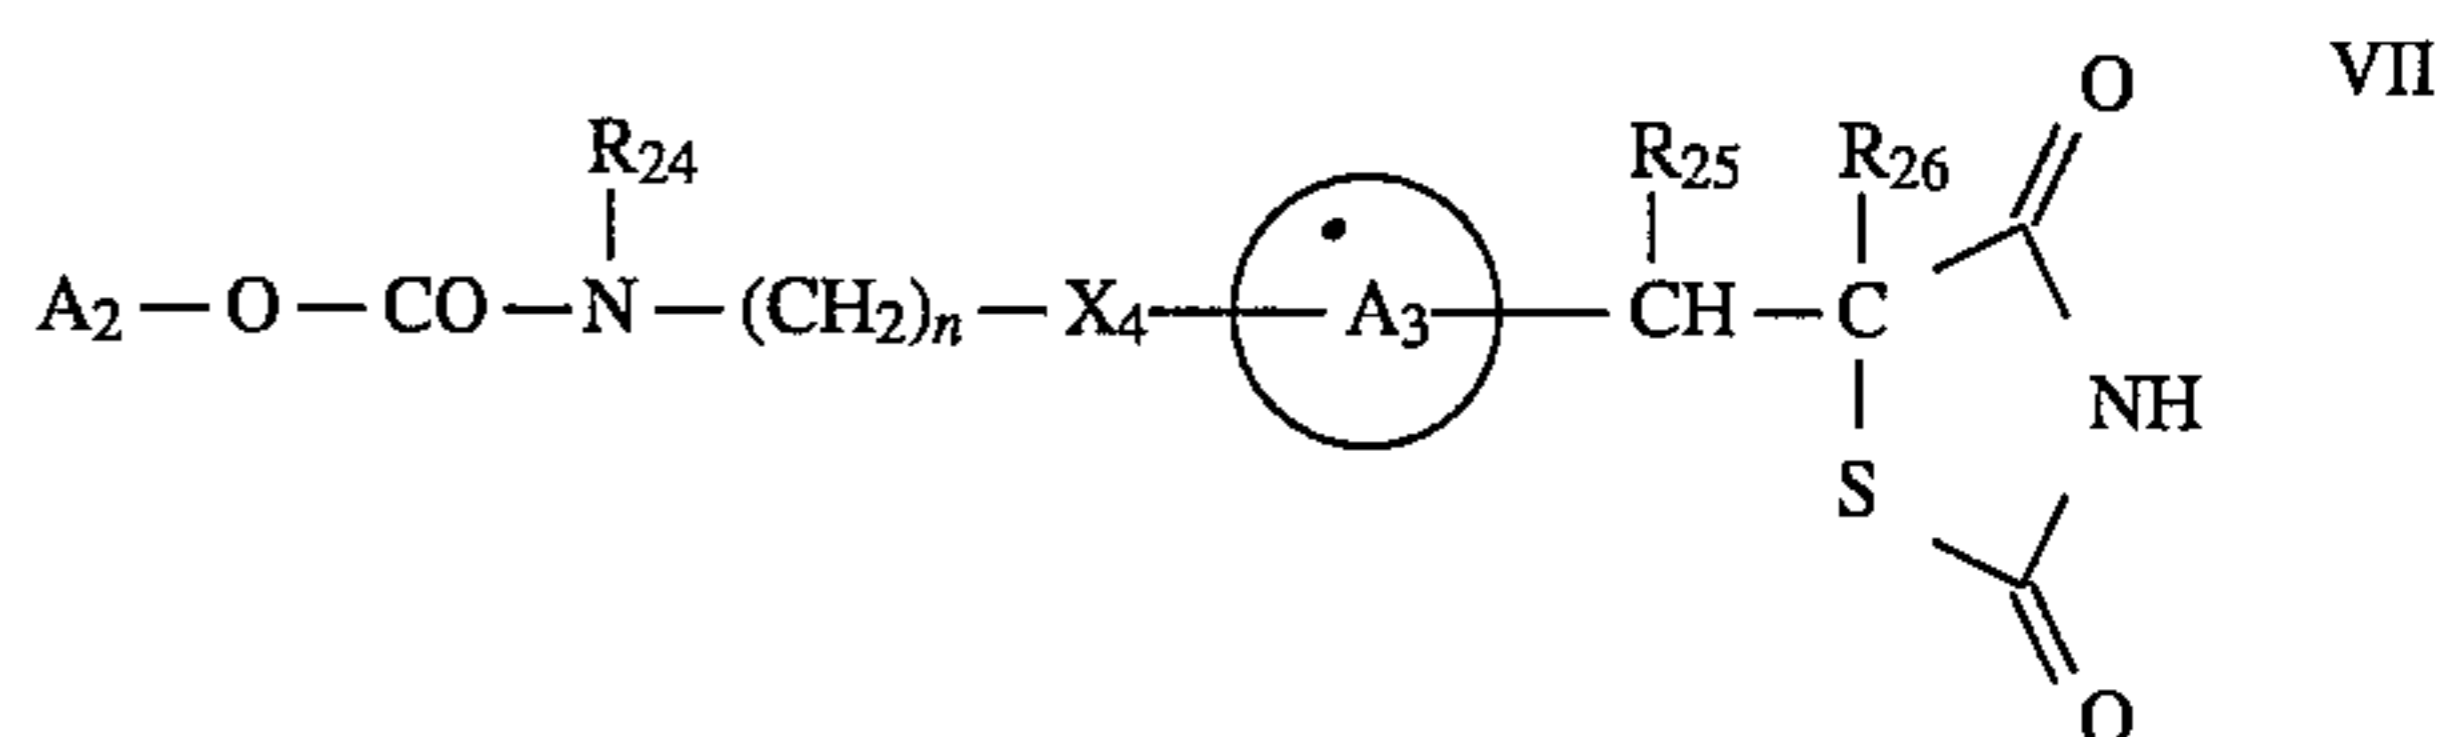 O VII
R24 R25 R26
A2—O—CO—N—(CH2)n—X4—A3—CH—C
NH
S
O